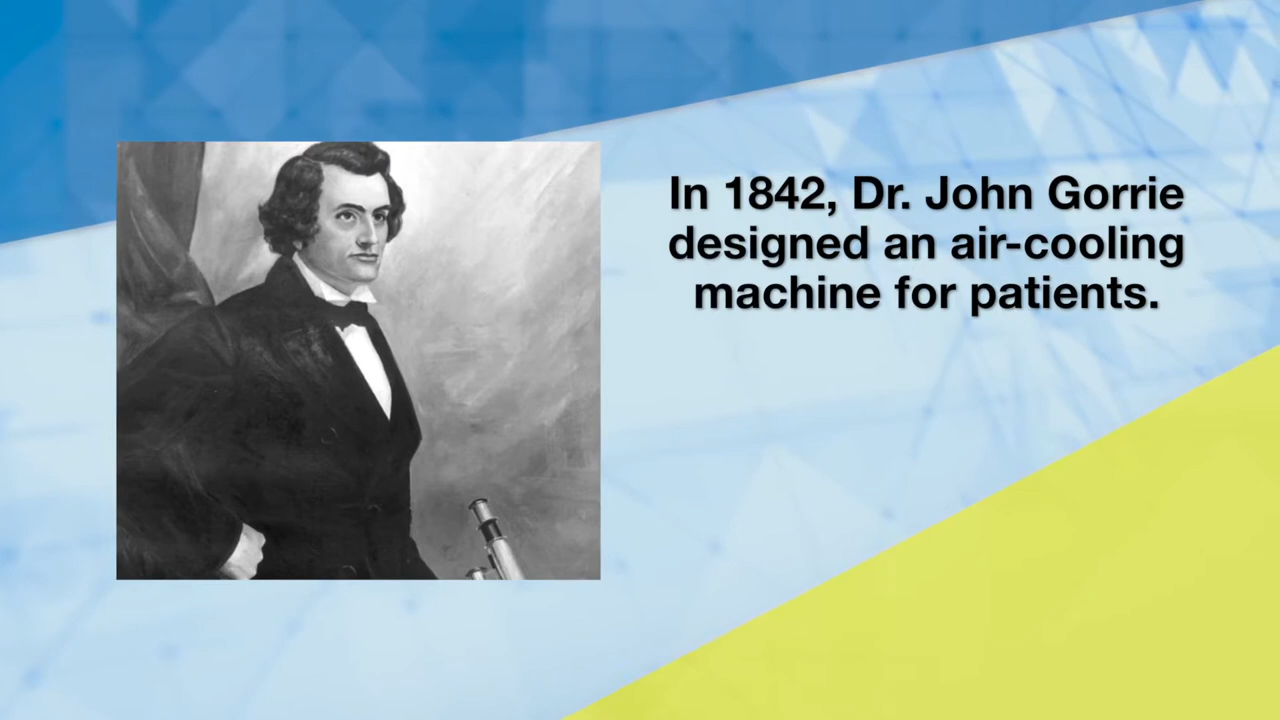 In 1842, Dr. John Gorrie
designed an air-cooling
machine for patients.